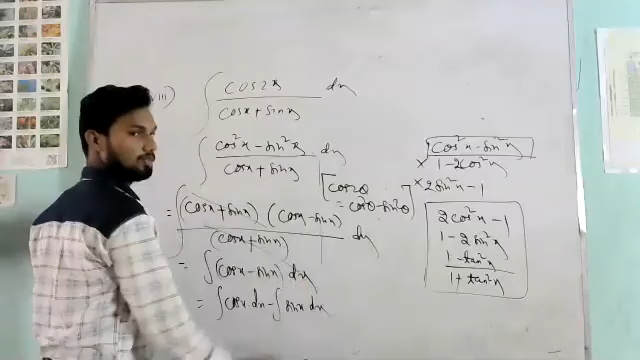 viii) ∫ cos2x / (cosx + sinx) dx
∫ (cos²x - sin²x) / (cosx + sinx) dx
[cos2θ
= cos²θ - sin²θ]
= ∫ (cosx + sinx) (cosx - sinx) / (cosx + sinx) dx
= ∫ (cosx - sinx) dx
= ∫ cosx dx - ∫ sinx dx
cos²x - sin²x
× 1 - 2cos²x
× 2sin²x - 1
2cos²x - 1
1 - 2sin²x
1 - tan²x
1 + tan²x